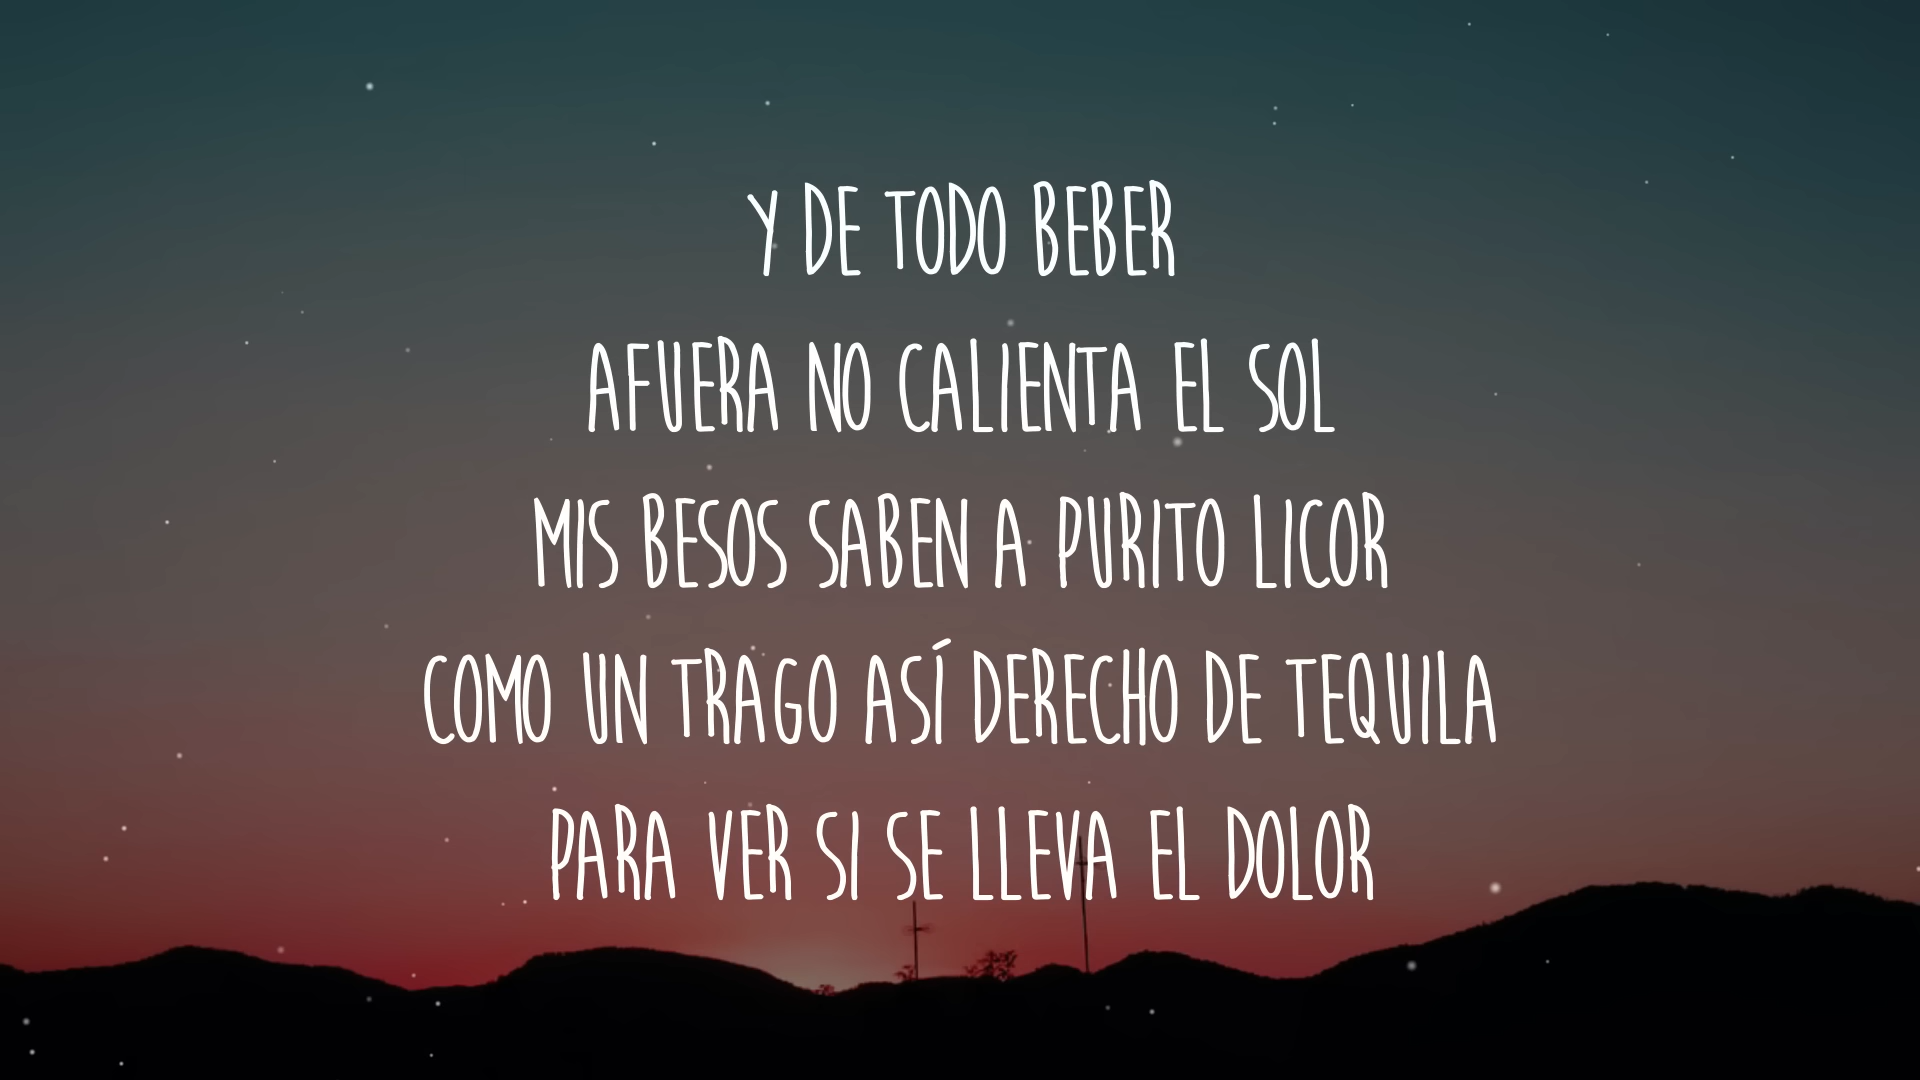 Y DE TODO BEBER
AFUERA NO CALIENTA EL SOL
MIS BESOS SABEN A PURITO LICOR
COMO UN TRAGO ASÍ DERECHO DE TEQUILA
PARA VER SI SE LLEVA EL DOLOR